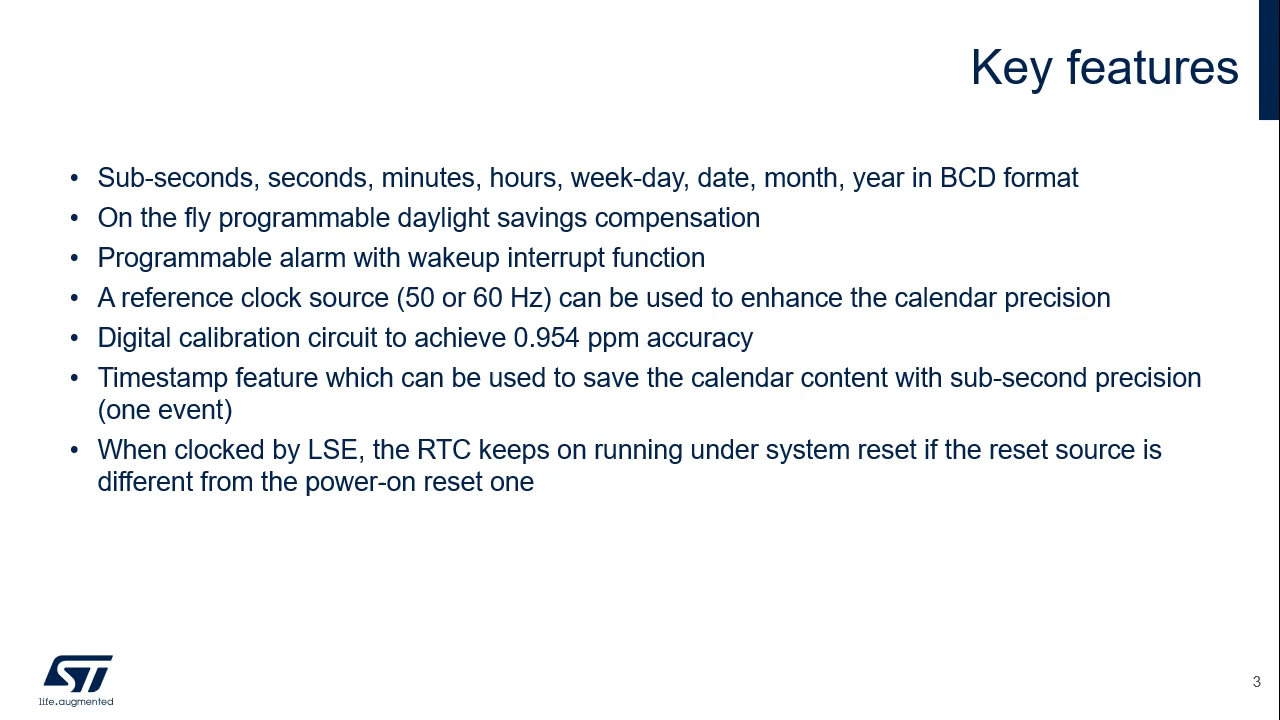 Key features
• Sub-seconds, seconds, minutes, hours, week-day, date, month, year in BCD format
• On the fly programmable daylight savings compensation
• Programmable alarm with wakeup interrupt function
• A reference clock source (50 or 60 Hz) can be used to enhance the calendar precision
• Digital calibration circuit to achieve 0.954 ppm accuracy
• Timestamp feature which can be used to save the calendar content with sub-second precision
(one event)
• When clocked by LSE, the RTC keeps on running under system reset if the reset source is
different from the power-on reset one
ST
life.augmented
3